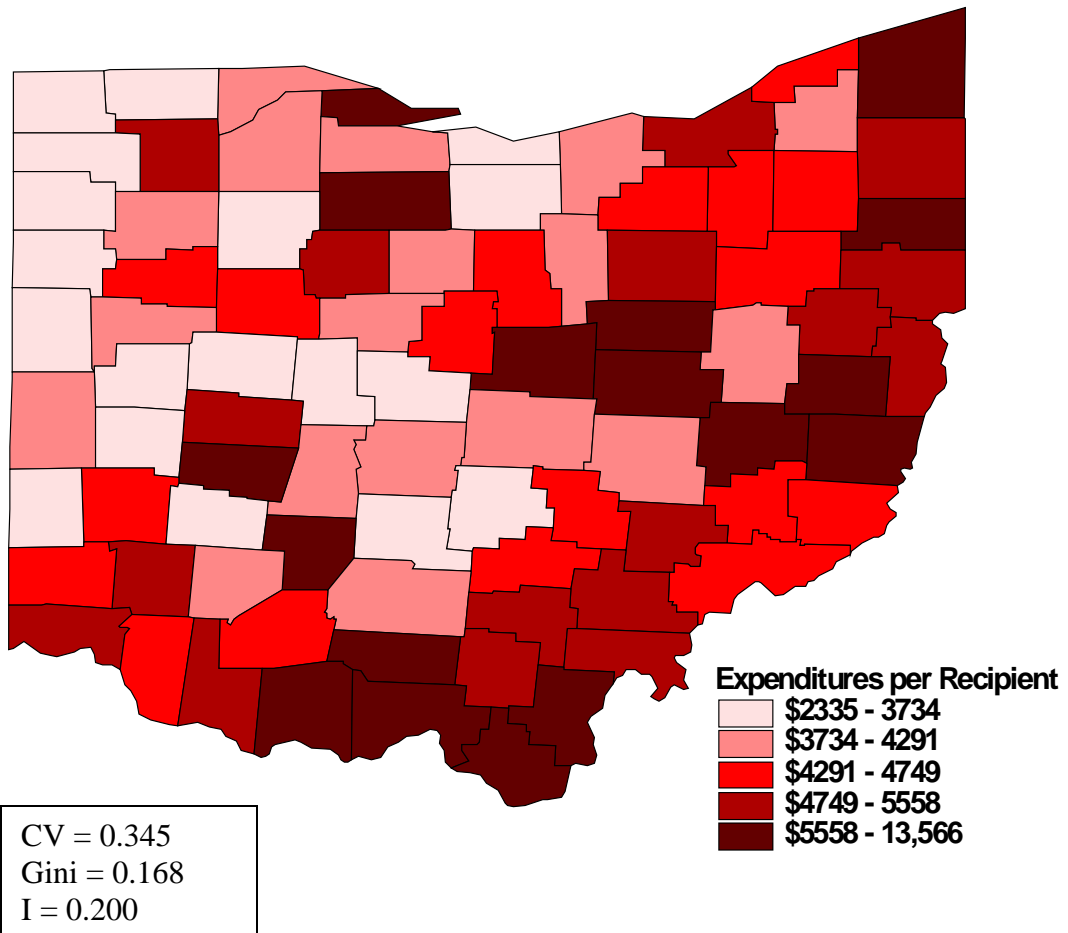 Expenditures per Recipient
$2335 - 3734
$3734 - 4291
$4291 - 4749
$4749 - 5558
$5558 - 13,566
CV = 0.345
Gini = 0.168
I = 0.200